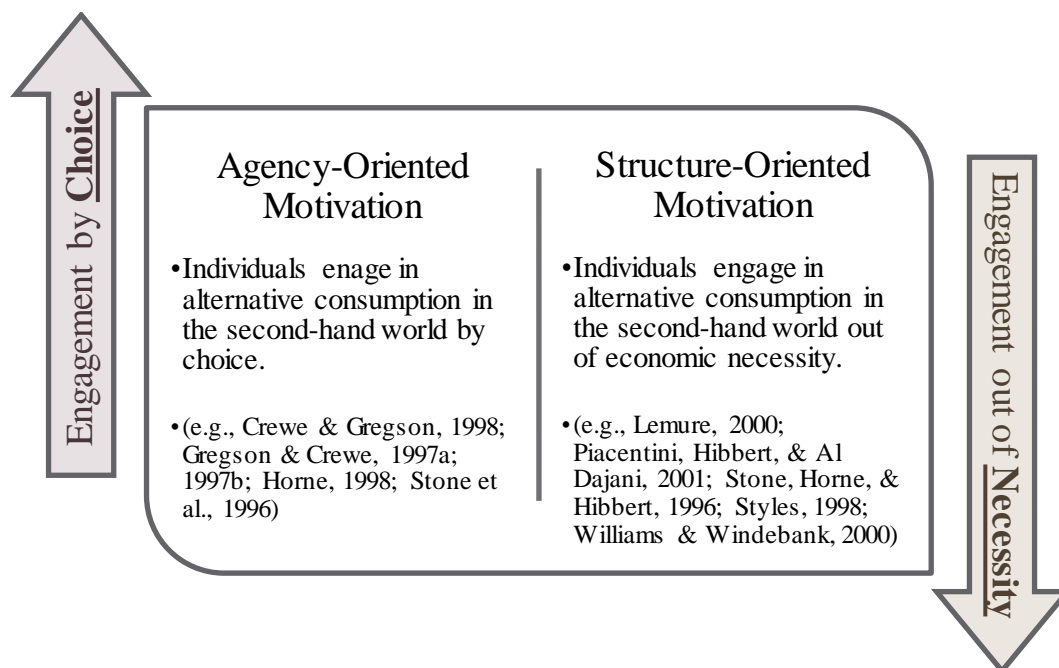 Engagement by Choice
Agency-Oriented
Motivation
•Individuals enage in
alternative consumption in
the second-hand world by
choice.
•(e.g., Crewe & Gregson, 1998;
Gregson & Crewe, 1997a;
1997b; Horne, 1998; Stone et
al., 1996)
Structure-Oriented
Motivation
•Individuals engage in
alternative consumption in
the second-hand world out
of economic necessity.
•(e.g., Lemure, 2000;
Piacentini, Hibbert, & Al
Dajani, 2001; Stone, Horne, &
Hibbert, 1996; Styles, 1998;
Williams & Windebank, 2000)
Engagement out of Necessity